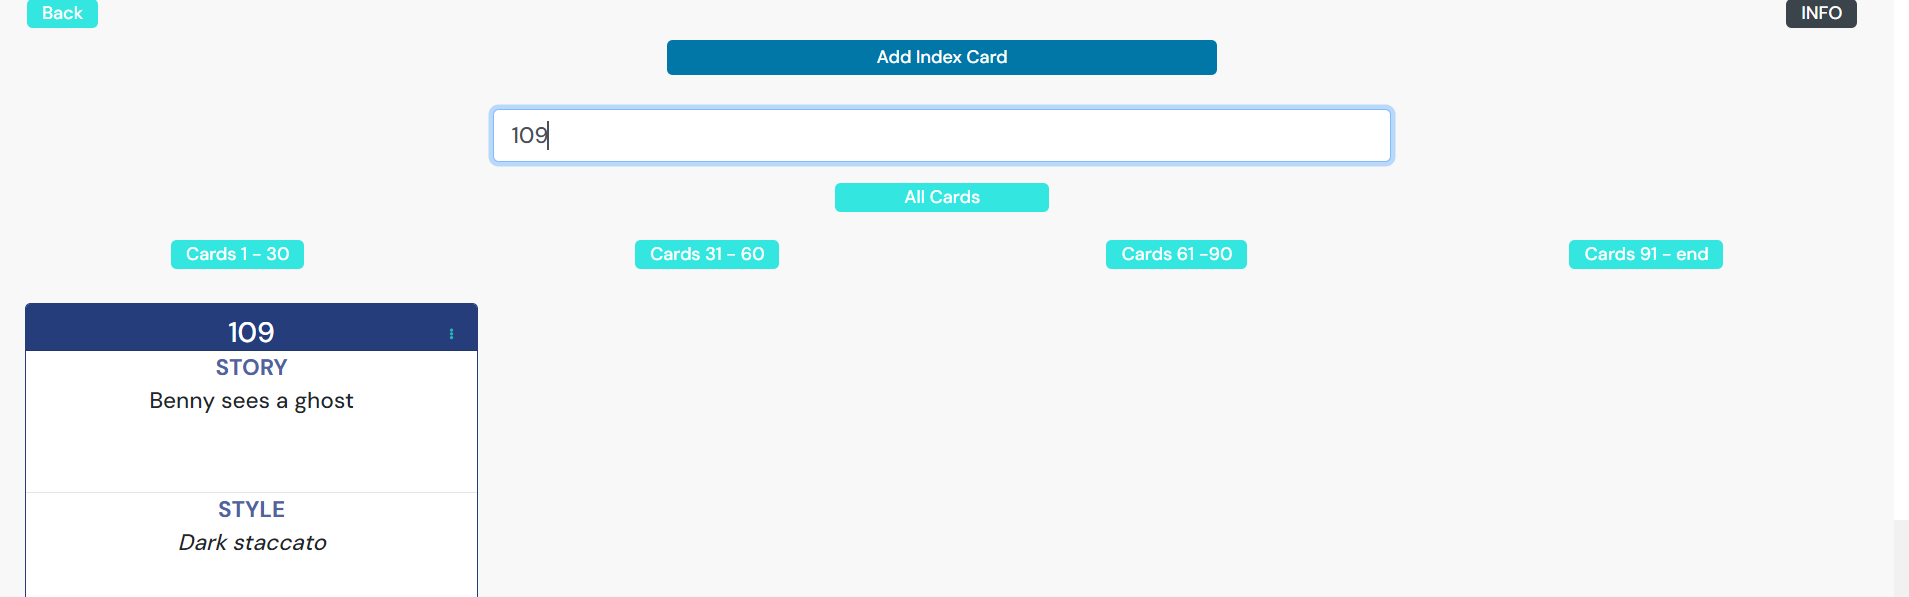 Back
INFO
Add Index Card
109
All Cards
Cards 1 - 30
Cards 31 - 60
Cards 61 -90
Cards 91 - end
109
STORY
Benny sees a ghost
STYLE
Dark staccato